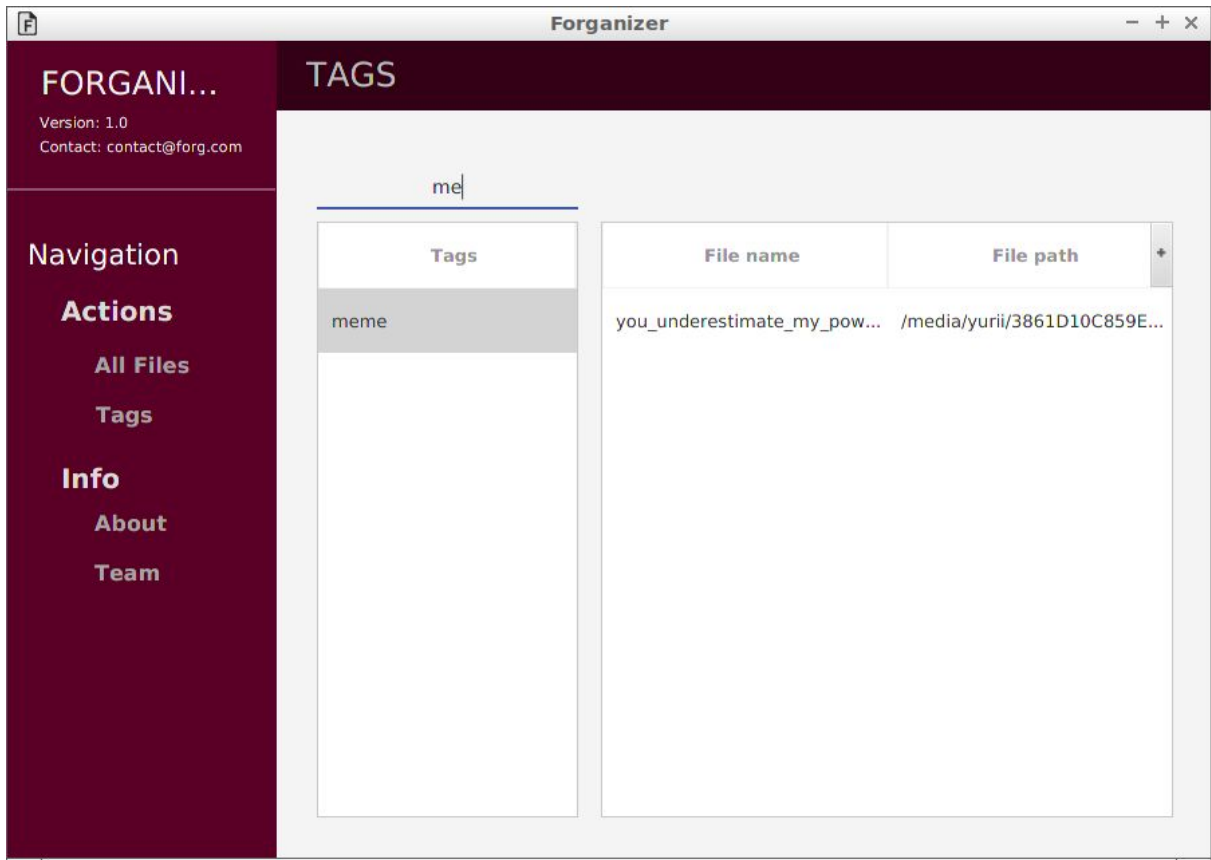 F Forganizer − + ×
FORGANI...
Version: 1.0
Contact: contact@forg.com
Navigation
Actions
All Files
Tags
Info
About
Team
TAGS
me
Tags
meme
File name File path +
you_underestimate_my_pow... /media/yurii/3861D10C859E...